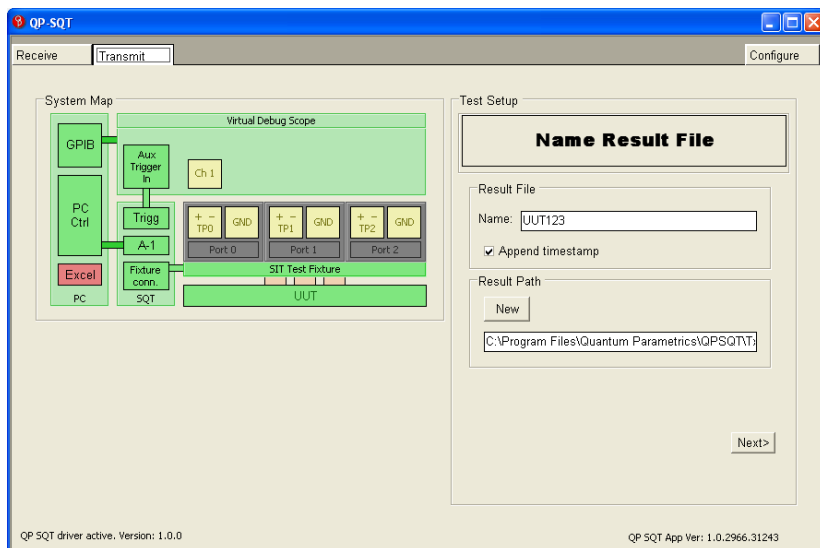 QP-SQT
Receive
Transmit
Configure
System Map
Virtual Debug Scope
GPIB
Aux
Trigger
In
Ch 1
PC
Ctrl
Trigg
A-1
+ -
TP0
GND
+ -
TP1
GND
+ -
TP2
GND
Port 0
Port 1
Port 2
Excel
Fixture
conn.
SIT Test Fixture
PC
SQT
UUT
Test Setup
Name Result File
Result File
Name: UUT123
Append timestamp
Result Path
New
C:\Program Files\Quantum Parametrics\QPSQT\T
Next>
QP SQT driver active. Version: 1.0.0
QP SQT App Ver: 1.0.2966.31243